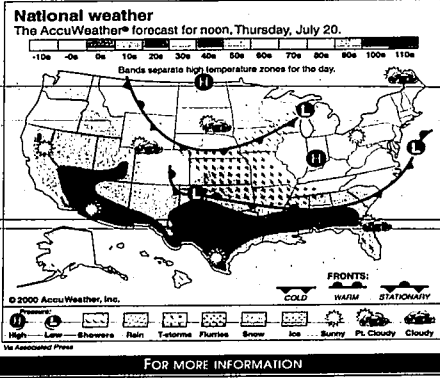 National weather
The AccuWeather® forecast for noon, Thursday, July 20.
-10s -0s 0s 10s 20s 30s 40s 50s 60s 70s 80s 90s 100s 110s
Bands separate high temperature zones for the day.
H
L
H
L
L
FRONTS:
COLD WARM STATIONARY
© 2000 AccuWeather, Inc.
Pressure:
H L
High Low Showers Rain T-storms Flurries Snow Ice Sunny Pt. Cloudy Cloudy
Via Associated Press
FOR MORE INFORMATION